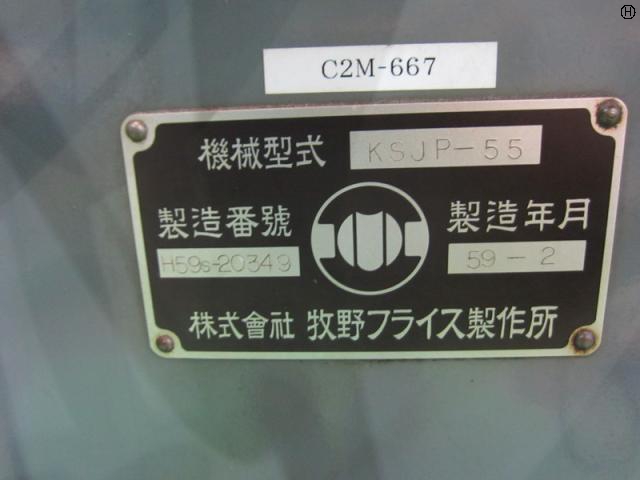 Ⓗ
C2M-667
機械型式 KSJP-55
製造番號 製造年月
H59s-20349 59-2
株式會社 牧野フライス製作所